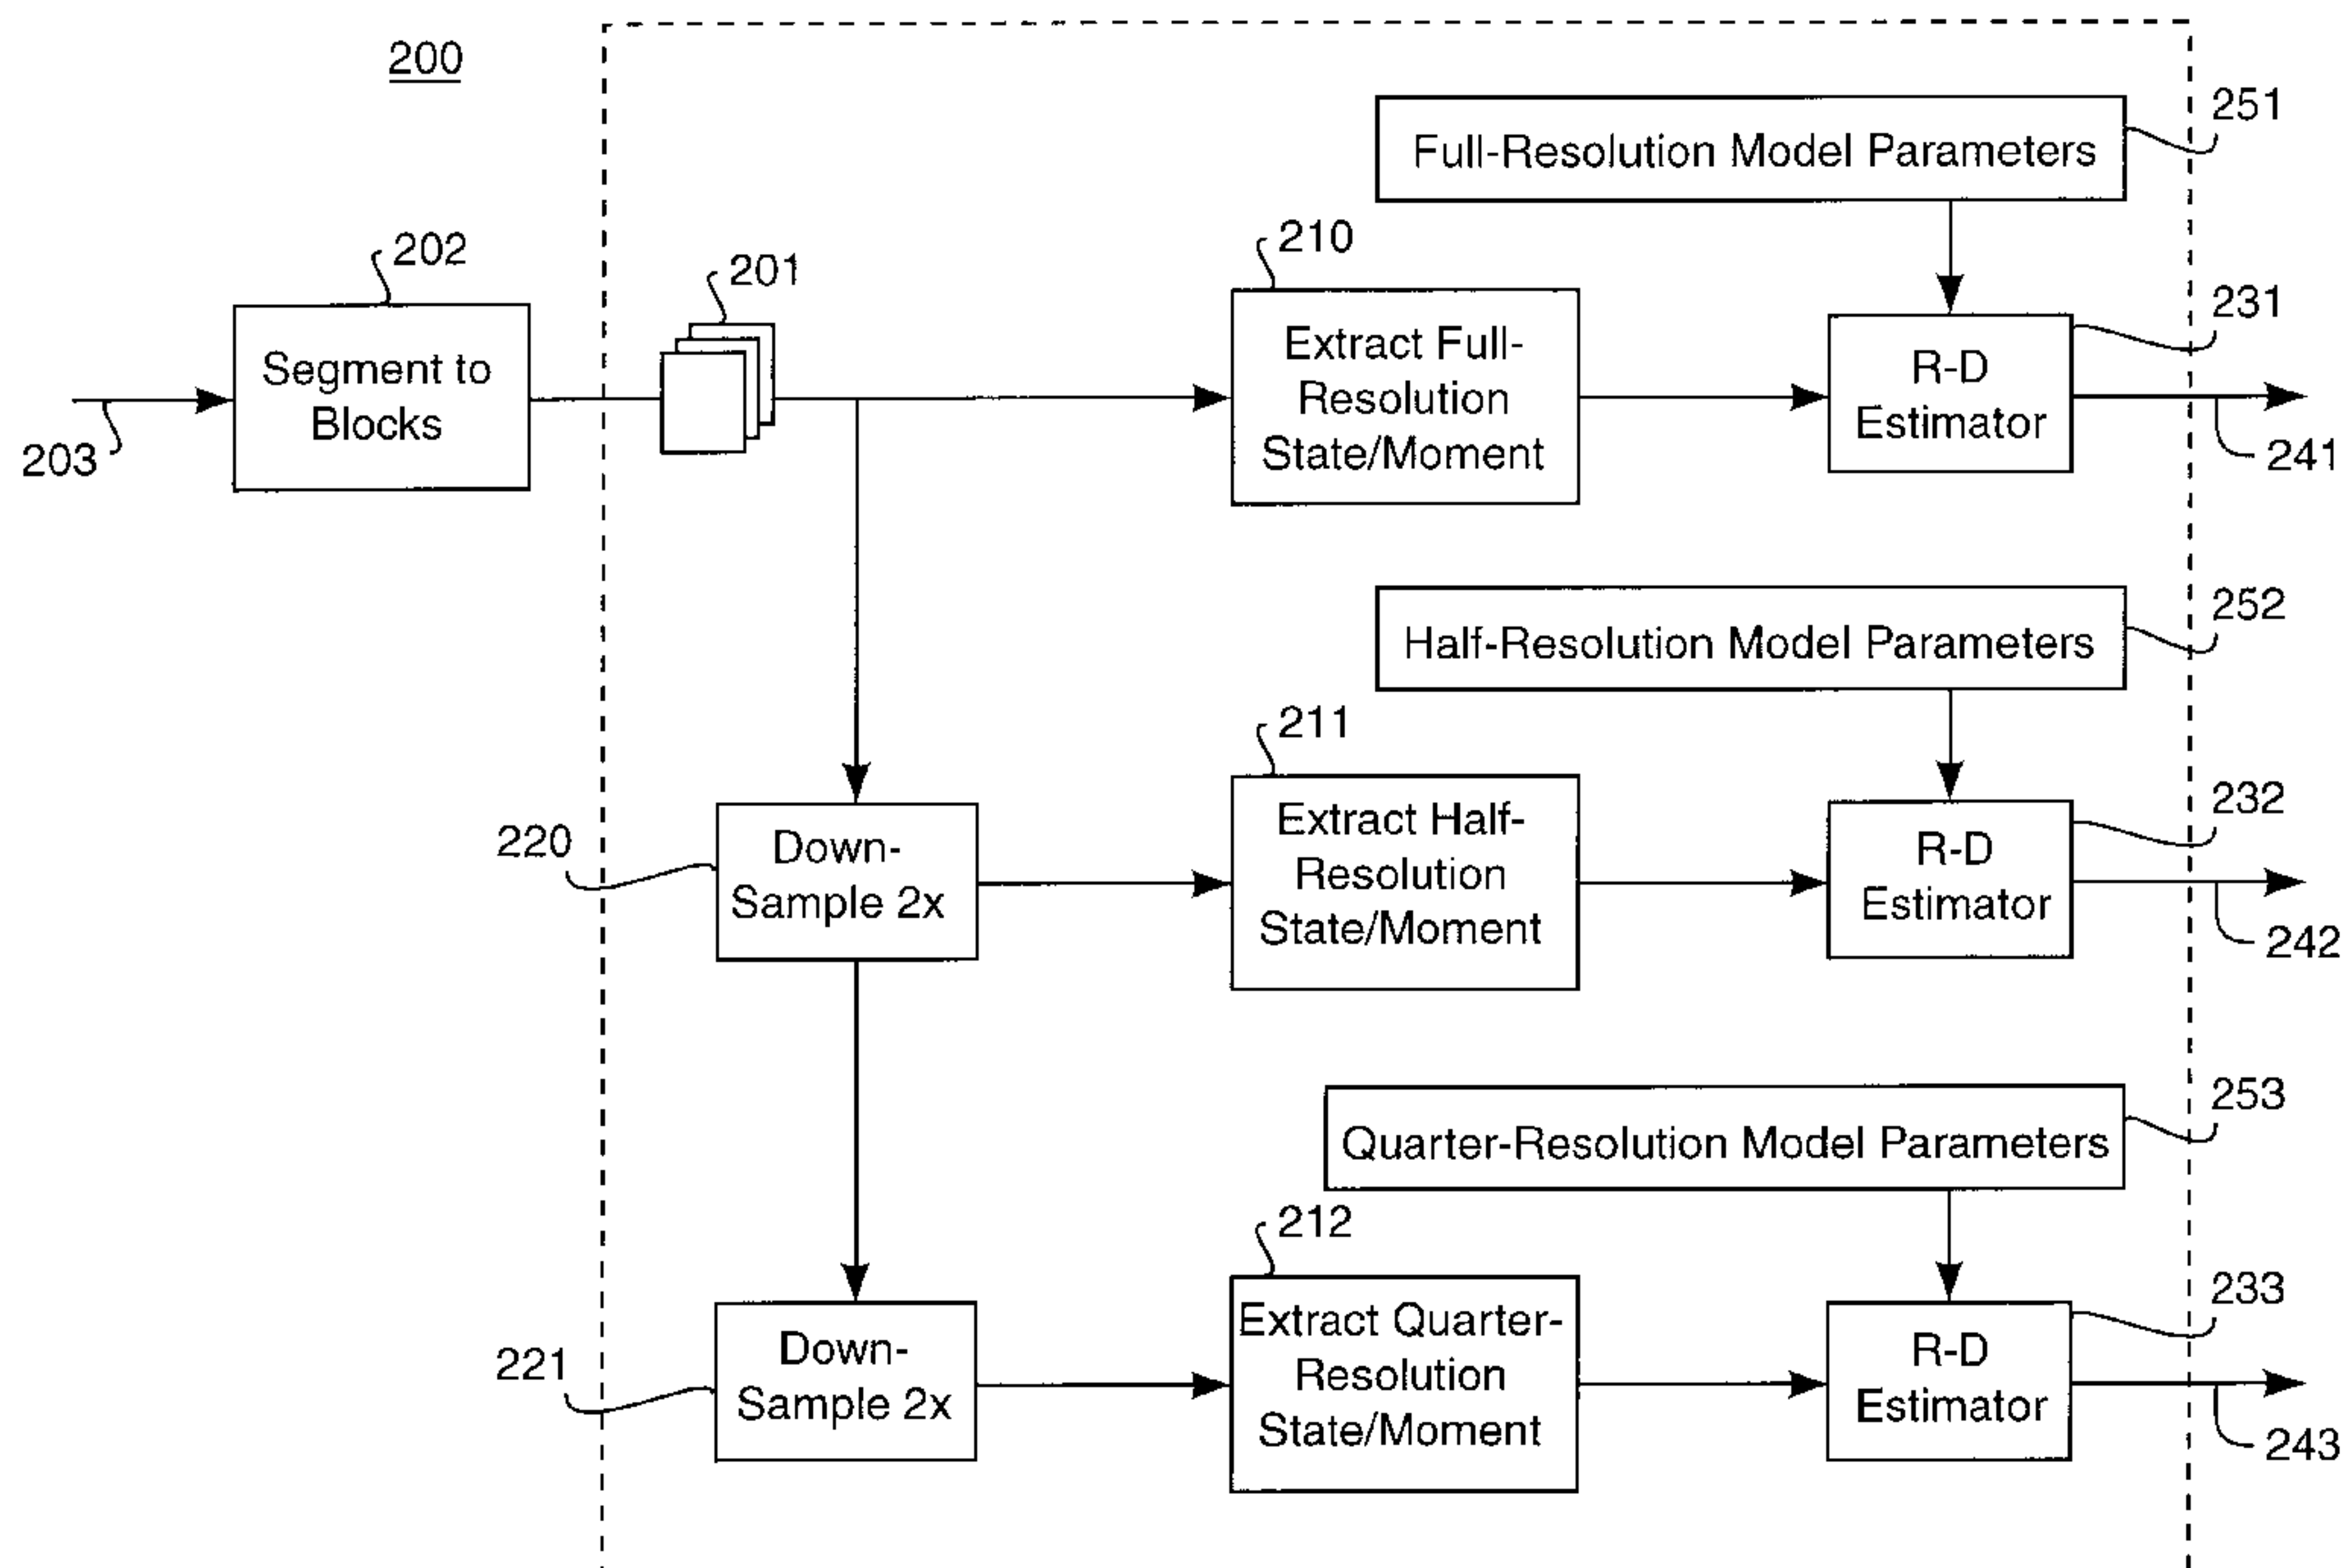 200
251
Full-Resolution Model Parameters
210
202
201
231
Segment to
Blocks
Extract Full-
Resolution
State/Moment
R-D
Estimator
203
241
252
Half-Resolution Model Parameters
211
232
220
Down-
Sample 2x
Extract Half-
Resolution
State/Moment
R-D
Estimator
242
253
Quarter-Resolution Model Parameters
212
233
221
Down-
Sample 2x
Extract Quarter-
Resolution
State/Moment
R-D
Estimator
243